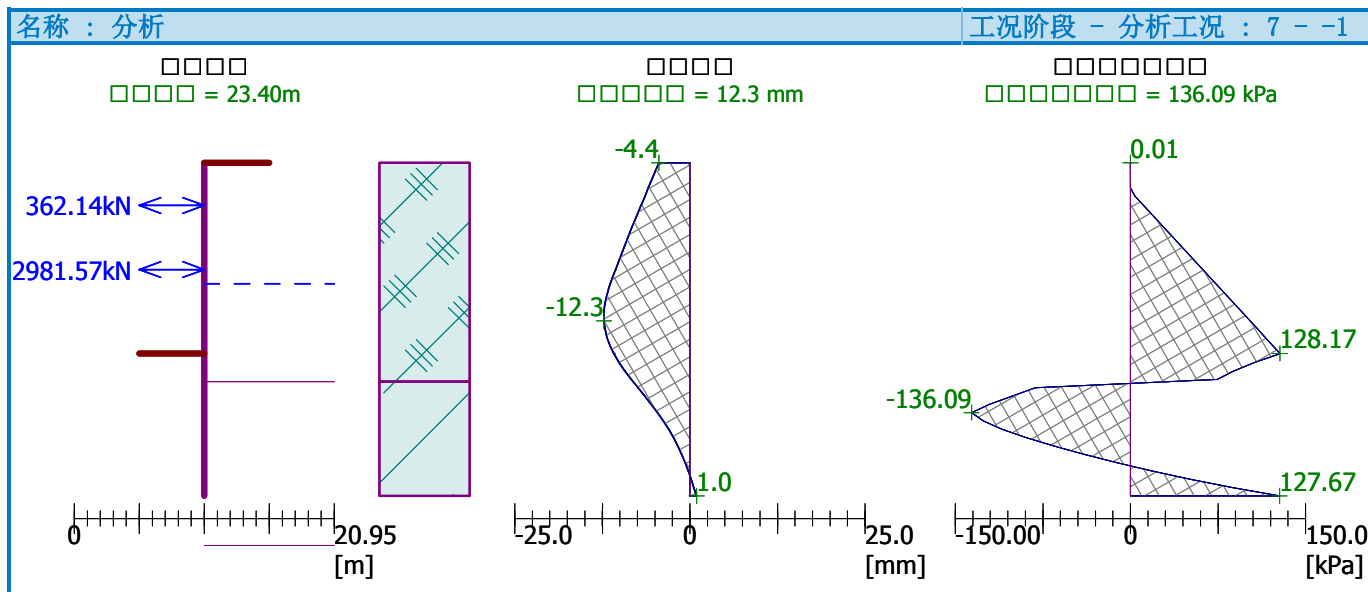 名称 : 分析
工况阶段 - 分析工况 : 7 - -1
□□□□
□□□□ = 23.40m
□□□□
□□□□□ = 12.3 mm
□□□□□□□
□□□□□□□ = 136.09 kPa
362.14kN
2981.57kN
0
20.95
[m]
-4.4
-12.3
1.0
-25.0
0
25.0
[mm]
0.01
128.17
-136.09
127.67
-150.00
0
150.0
[kPa]